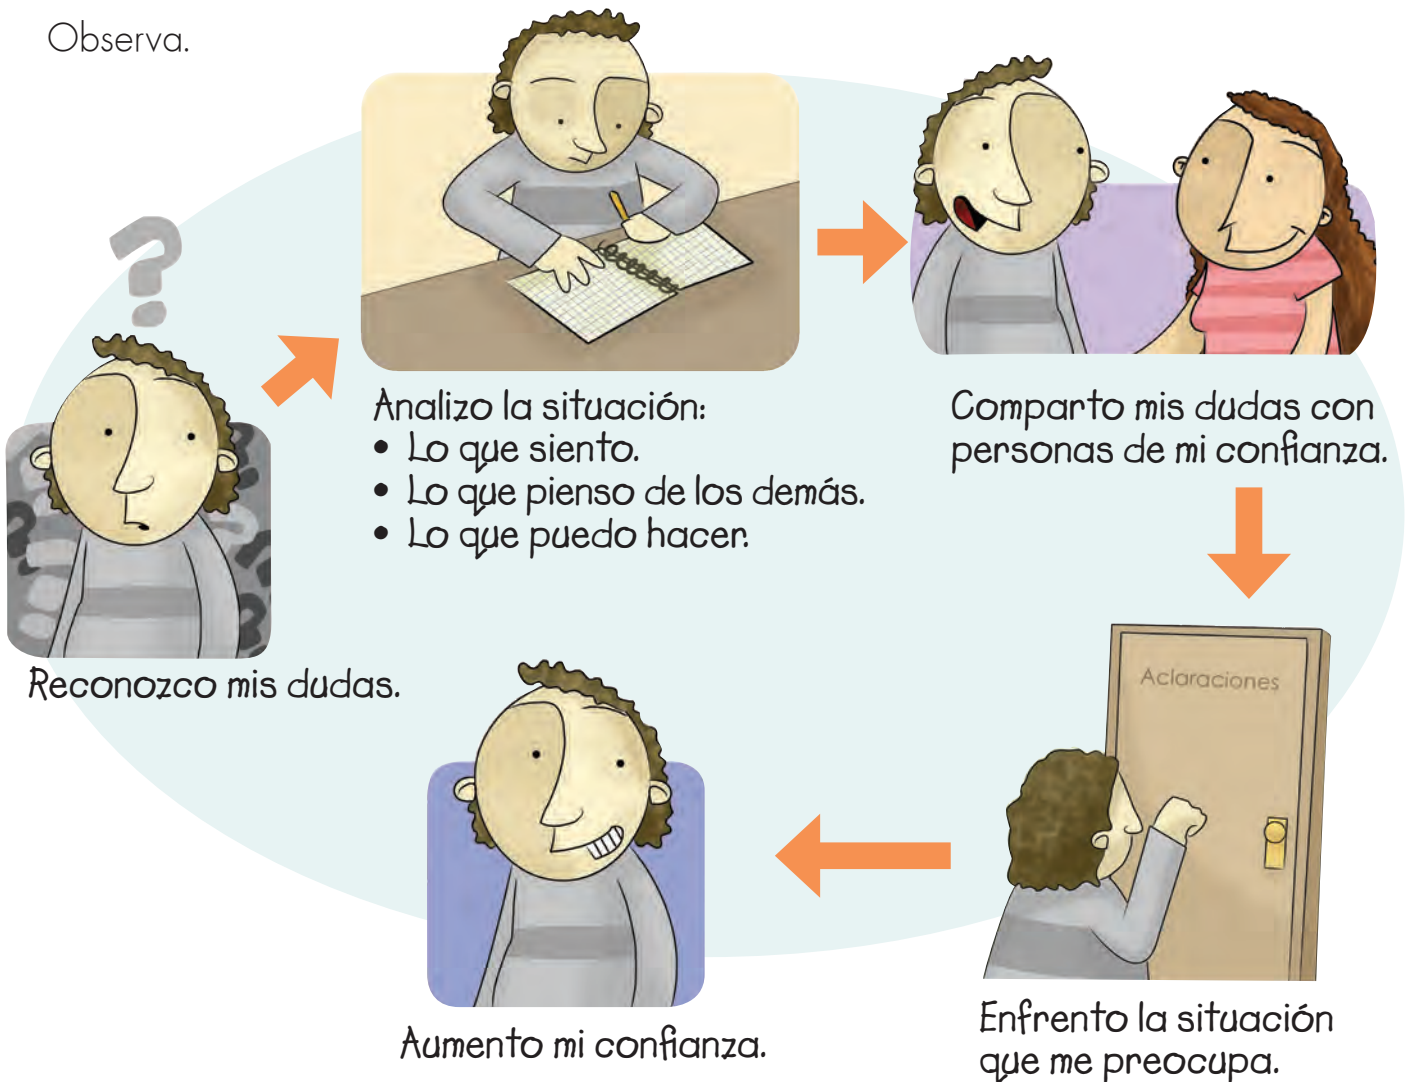 Observa.
?
Reconozco mis dudas.
Analizo la situación:
• Lo que siento.
• Lo que pienso de los demás.
• Lo que puedo hacer.
Comparto mis dudas con
personas de mi confianza.
Aclaraciones
Enfrento la situación
que me preocupa.
Aumento mi confianza.